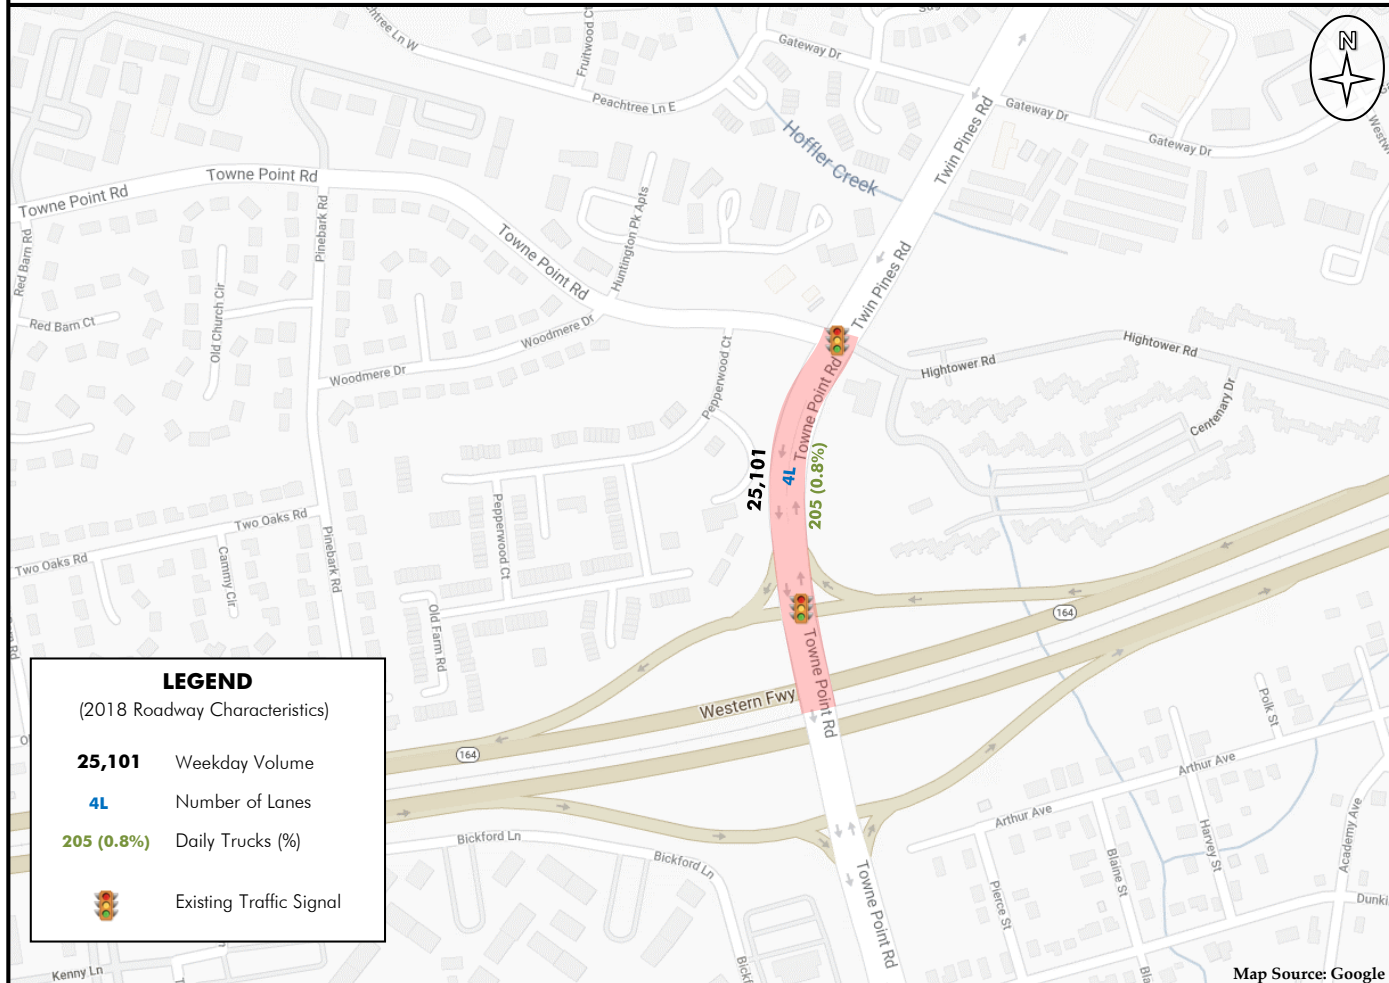 N
Peachtree Ln W
Fruitwood Ct
Gateway Dr
Peachtree Ln E
Gateway Dr
Gateway Dr
Hoffler Creek
Twin Pines Rd
Towne Point Rd
Towne Point Rd
Pinebark Rd
Huntington Pk Apts
Red Barn Rd
Towne Point Rd
Twin Pines Rd
Old Church Cir
Red Barn Ct
Woodmere Dr
Woodmere Dr
Pepperwood Ct
Hightower Rd
Hightower Rd
Centenary Dr
Towne Point Rd
25,101
4L
205 (0.8%)
Two Oaks Rd
Two Oaks Rd
Pepperwood Ct
Pinebark Rd
Cammy Cir
Old Farm Rd
164
Towne Point Rd
Western Fwy
164
Polk St
Arthur Ave
Arthur Ave
Harvey St
Academy Ave
Blaine St
Pierce St
Bickford Ln
Bickford Ln
Towne Point Rd
Kenny Ln
LEGEND
(2018 Roadway Characteristics)
25,101 Weekday Volume
4L Number of Lanes
205 (0.8%) Daily Trucks (%)
Existing Traffic Signal
Map Source: Google